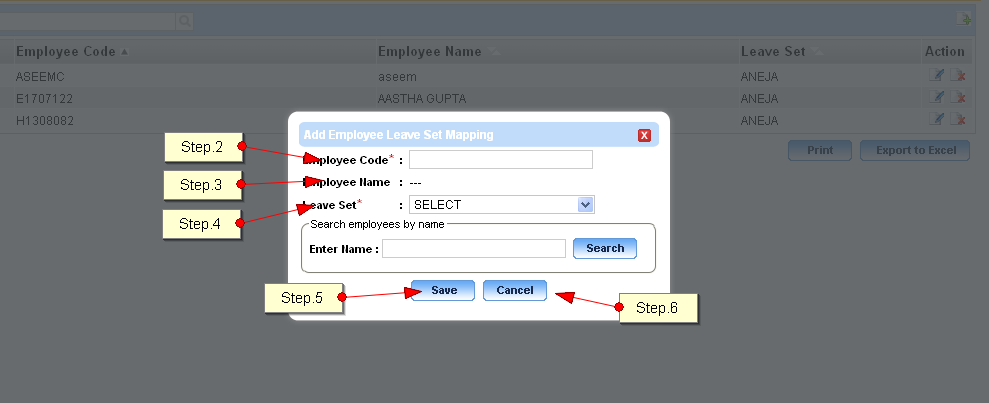 Employee Code Employee Name Leave Set Action
ASEEMC aseem ANEJA
E1707122 AASTHA GUPTA ANEJA
H1308082 ANEJA
Print Export to Excel
Add Employee Leave Set Mapping X
Step.2 Employee Code* :
Step.3 Employee Name : ---
Step.4 Leave Set* : SELECT
Search employees by name
Enter Name : Search
Step.5 Save Cancel Step.6